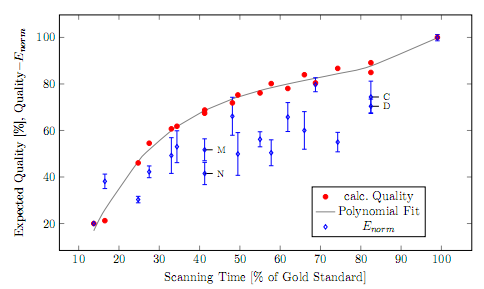 100
80
60
40
20
Expected Quality [%], Quality−E_norm
C
D
M
N
calc. Quality
Polynomial Fit
E_norm
10 20 30 40 50 60 70 80 90 100
Scanning Time [% of Gold Standard]